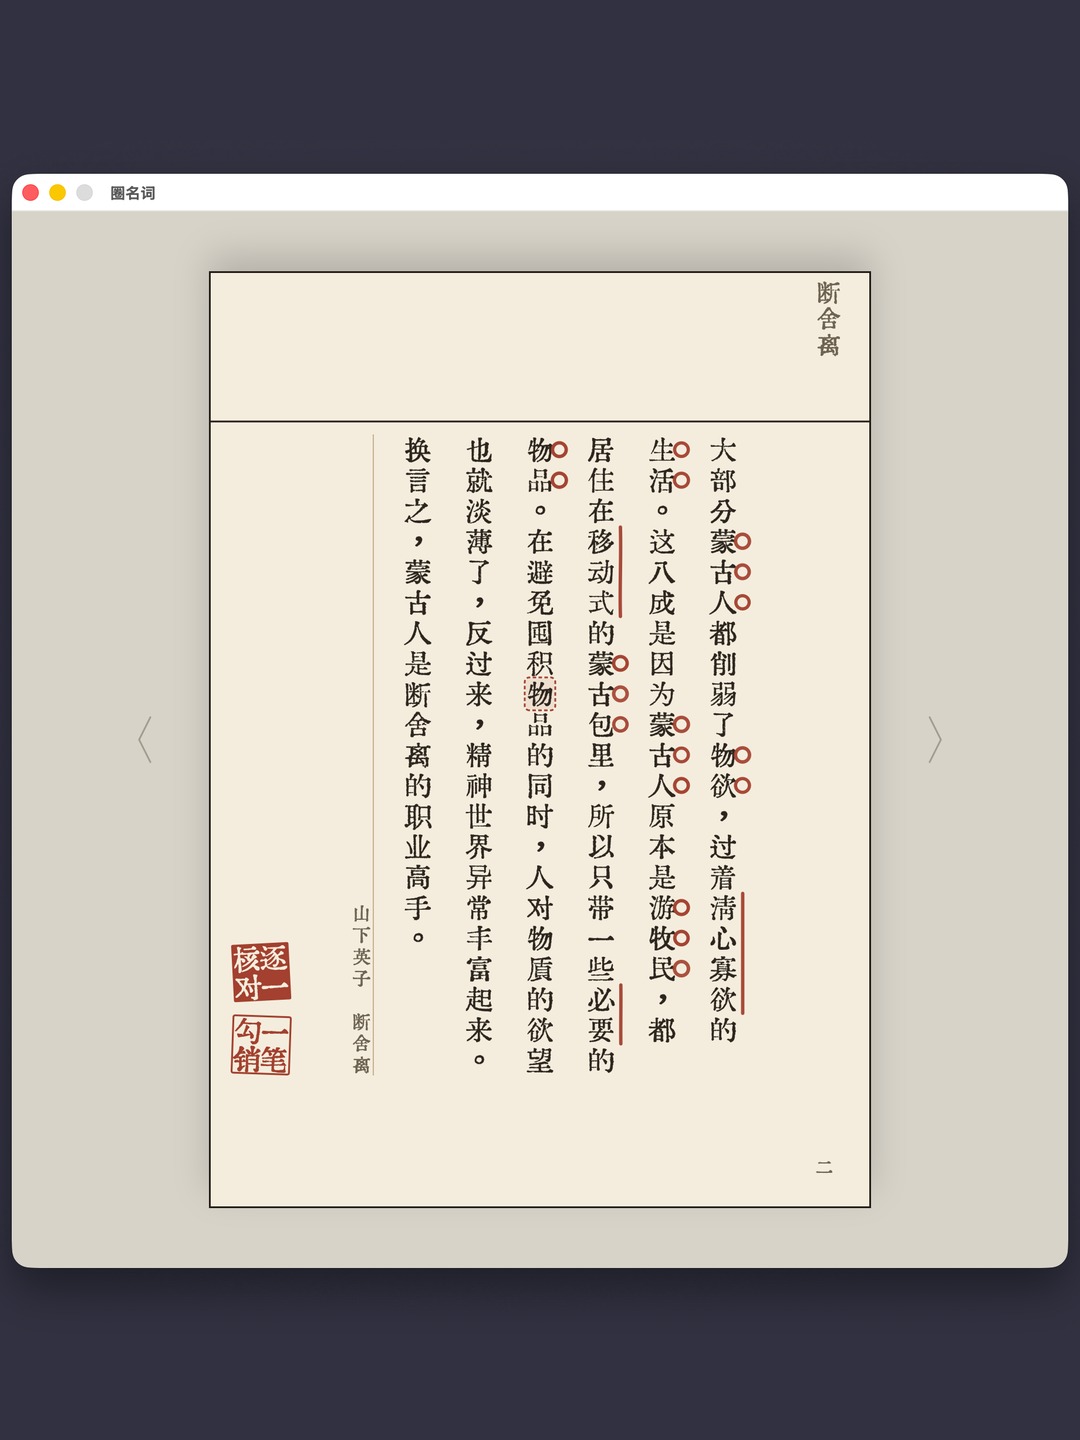 圈名词
断舍离
大部分蒙古人都削弱了物欲，过着清心寡欲的
生活。这八成是因为蒙古人原本是游牧民，都
居住在移动式的蒙古包里，所以只带一些必要的
物品。在避免囤积物品的同时，人对物质的欲望
也就淡薄了，反过来，精神世界异常丰富起来。
换言之，蒙古人是断舍离的职业高手。
山下英子 断舍离
逐一核对
一笔勾销
二